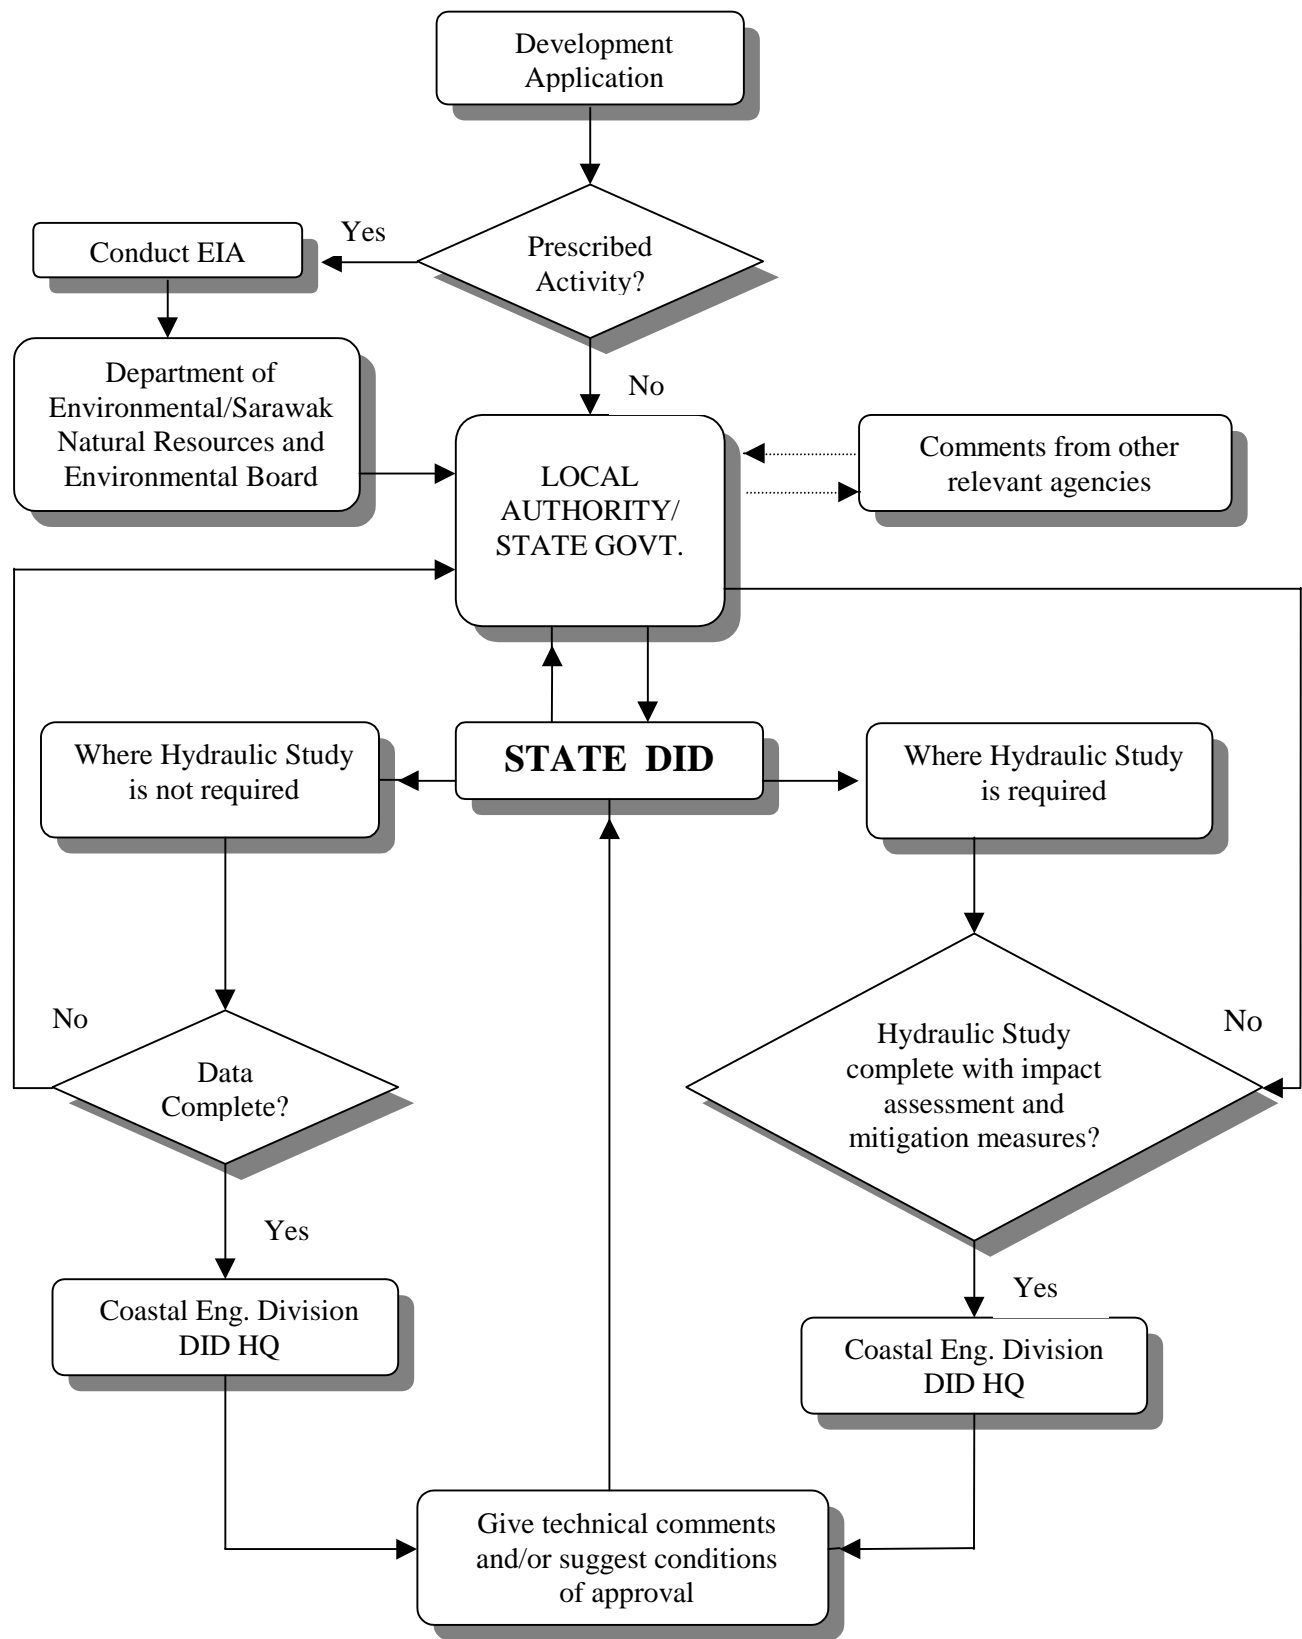 Development
Application
Yes
Conduct EIA
Prescribed
Activity?
No
Department of
Environmental/Sarawak
Natural Resources and
Environmental Board
LOCAL
AUTHORITY/
STATE GOVT.
Comments from other
relevant agencies
Where Hydraulic Study
is not required
STATE DID
Where Hydraulic Study
is required
No
Data
Complete?
Hydraulic Study
complete with impact
assessment and
mitigation measures?
No
Yes
Coastal Eng. Division
DID HQ
Yes
Coastal Eng. Division
DID HQ
Give technical comments
and/or suggest conditions
of approval